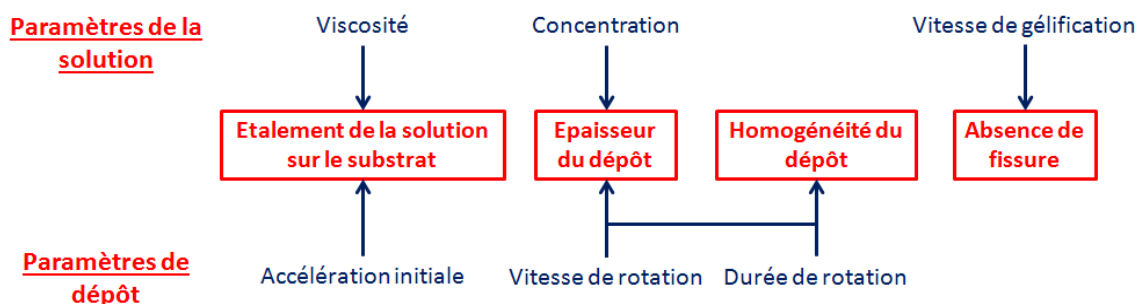 Paramètres de la
solution
Viscosité
Concentration
Vitesse de gélification
Etalement de la solution
sur le substrat
Epaisseur
du dépôt
Homogénéité du
dépôt
Absence de
fissure
Paramètres de
dépôt
Accélération initiale
Vitesse de rotation
Durée de rotation